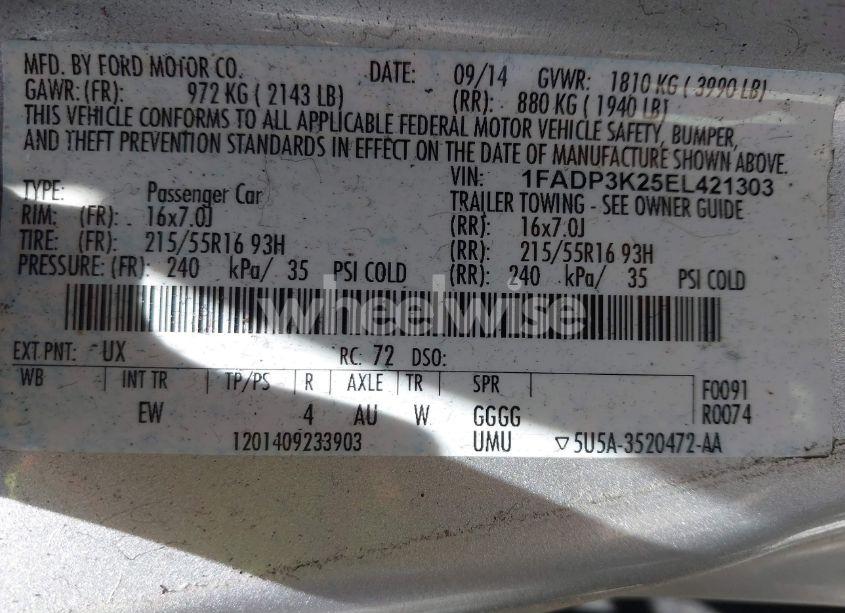 MFD. BY FORD MOTOR CO. DATE: 09/14 GVWR: 1810 KG ( 3990 LB)
GAWR: (FR): 972 KG ( 2143 LB) (RR): 880 KG ( 1940 LB)
THIS VEHICLE CONFORMS TO ALL APPLICABLE FEDERAL MOTOR VEHICLE SAFETY, BUMPER,
AND THEFT PREVENTION STANDARDS IN EFFECT ON THE DATE OF MANUFACTURE SHOWN ABOVE.
VIN: 1FADP3K25EL421303
TYPE: Passenger Car TRAILER TOWING - SEE OWNER GUIDE
RIM: (FR): 16x7.0J (RR): 16x7.0J
TIRE: (FR): 215/55R16 93H (RR): 215/55R16 93H
PRESSURE: (FR): 240 kPa/ 35 PSI COLD (RR): 240 kPa/ 35 PSI COLD
wheelwise
EXT PNT: UX RC: 72 DSO:
WB INT TR TP/PS R AXLE TR SPR F0091
EW 4 AU W GGGG R0074
1201409233903 UMU ▽5U5A-3520472-AA